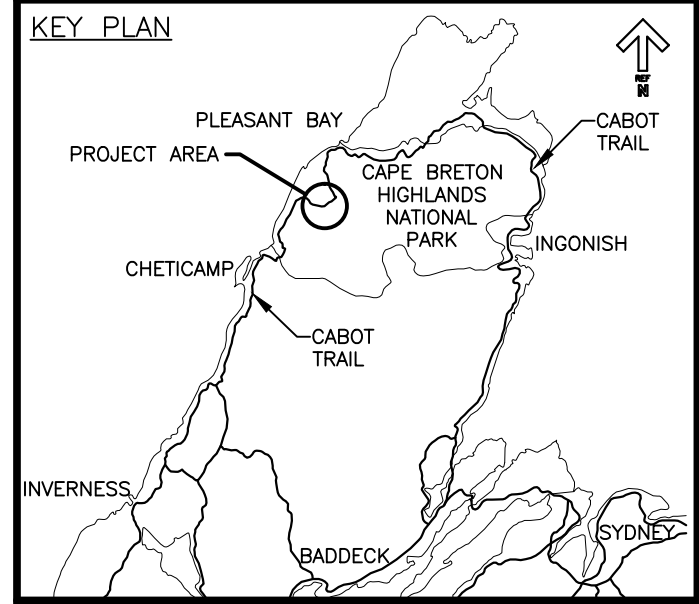 KEY PLAN
REF
N
PLEASANT BAY
CABOT
TRAIL
PROJECT AREA
CAPE BRETON
HIGHLANDS
NATIONAL
PARK
INGONISH
CHETICAMP
CABOT
TRAIL
INVERNESS
SYDNEY
BADDECK